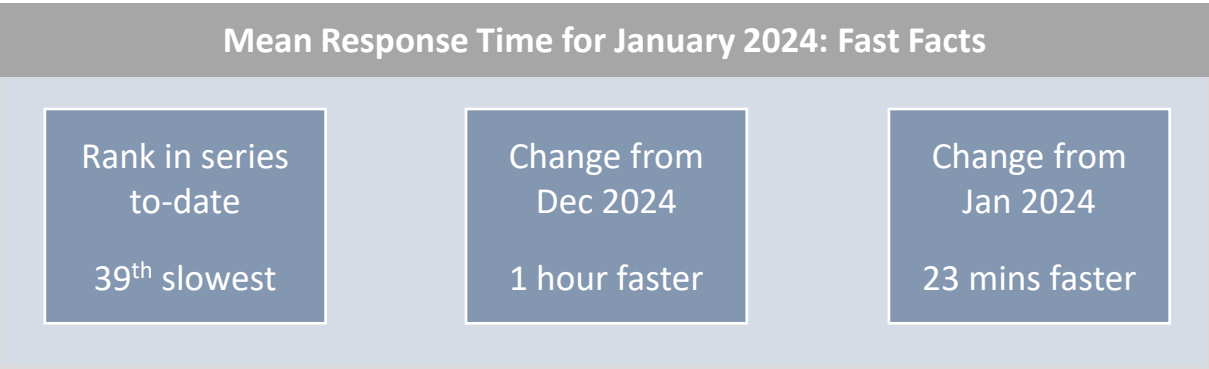 Mean Response Time for January 2024: Fast Facts
Rank in series
to-date
39th slowest
Change from
Dec 2024
1 hour faster
Change from
Jan 2024
23 mins faster